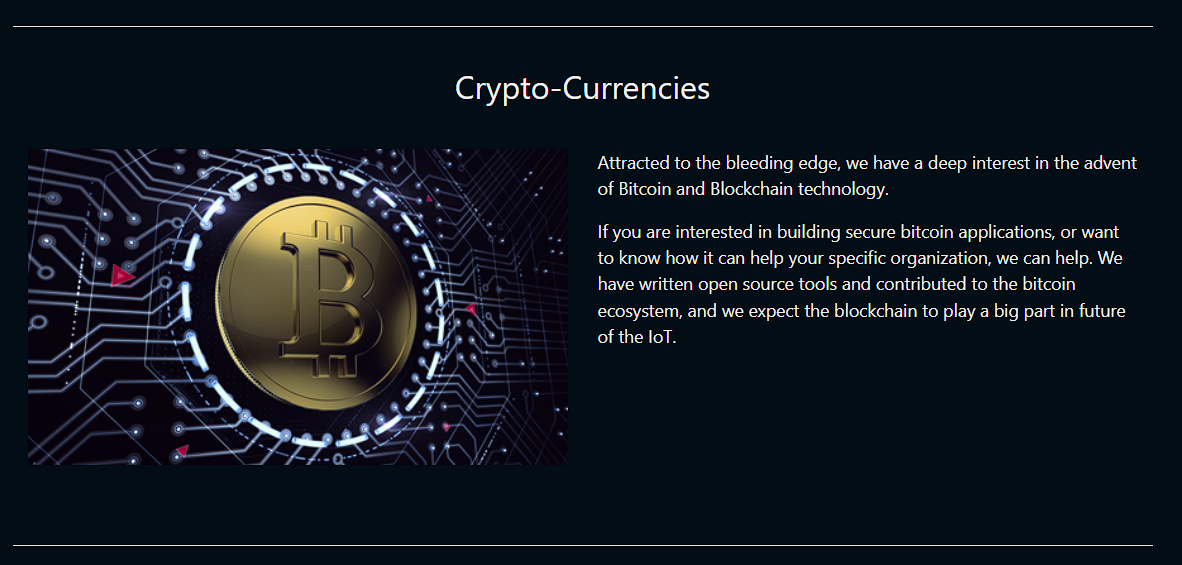 Crypto-Currencies
Attracted to the bleeding edge, we have a deep interest in the advent
of Bitcoin and Blockchain technology.
If you are interested in building secure bitcoin applications, or want
to know how it can help your specific organization, we can help. We
have written open source tools and contributed to the bitcoin
ecosystem, and we expect the blockchain to play a big part in future
of the IoT.